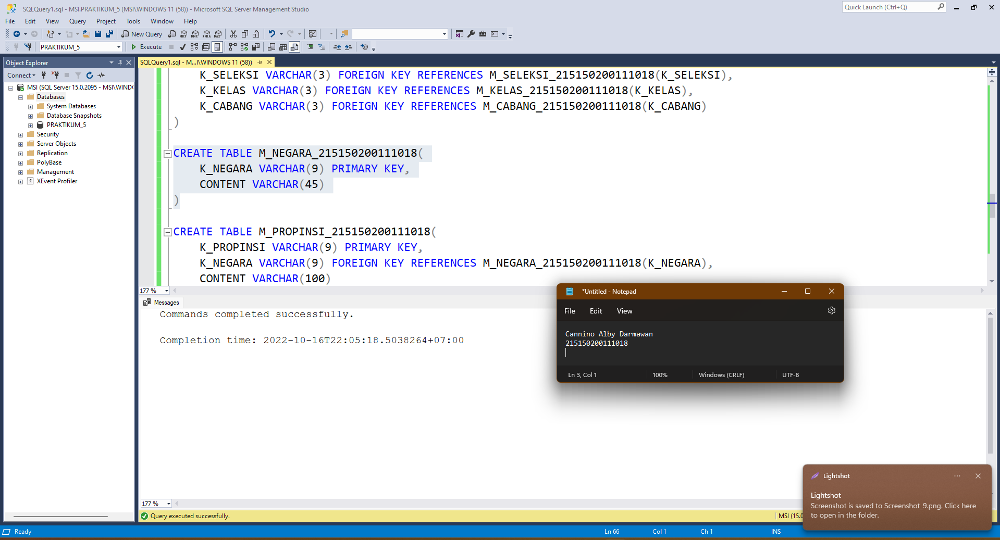 SQLQuery1.sql - MSI.PRAKTIKUM_5 (MSI\WINDOWS 11 (58)) - Microsoft SQL Server Management Studio
Quick Launch (Ctrl+Q)
File Edit View Query Project Tools Window Help
New Query
MDX DMX XMLA DAX
PRAKTIKUM_5
Execute
Object Explorer
Connect
MSI (SQL Server 15.0.2095 - MSI\WINDO
Databases
System Databases
Database Snapshots
PRAKTIKUM_5
Security
Server Objects
Replication
PolyBase
Management
XEvent Profiler
SQLQuery1.sql - M...I\WINDOWS 11 (58))
K_SELEKSI VARCHAR(3) FOREIGN KEY REFERENCES M_SELEKSI_215150200111018(K_SELEKSI),
K_KELAS VARCHAR(3) FOREIGN KEY REFERENCES M_KELAS_215150200111018(K_KELAS),
K_CABANG VARCHAR(3) FOREIGN KEY REFERENCES M_CABANG_215150200111018(K_CABANG)
)
CREATE TABLE M_NEGARA_215150200111018(
K_NEGARA VARCHAR(9) PRIMARY KEY,
CONTENT VARCHAR(45)
)
CREATE TABLE M_PROPINSI_215150200111018(
K_PROPINSI VARCHAR(9) PRIMARY KEY,
K_NEGARA VARCHAR(9) FOREIGN KEY REFERENCES M_NEGARA_215150200111018(K_NEGARA),
CONTENT VARCHAR(100)
177 %
Messages
Commands completed successfully.
Completion time: 2022-10-16T22:05:18.5038264+07:00
177 %
Query executed successfully.
MSI (15.0
*Untitled - Notepad
File Edit View
Cannino Alby Darmawan
215150200111018
Ln 3, Col 1 100% Windows (CRLF) UTF-8
Lightshot
Lightshot
Screenshot is saved to Screenshot_9.png. Click here
to open in the folder.
Ready Ln 66 Col 1 Ch 1 INS